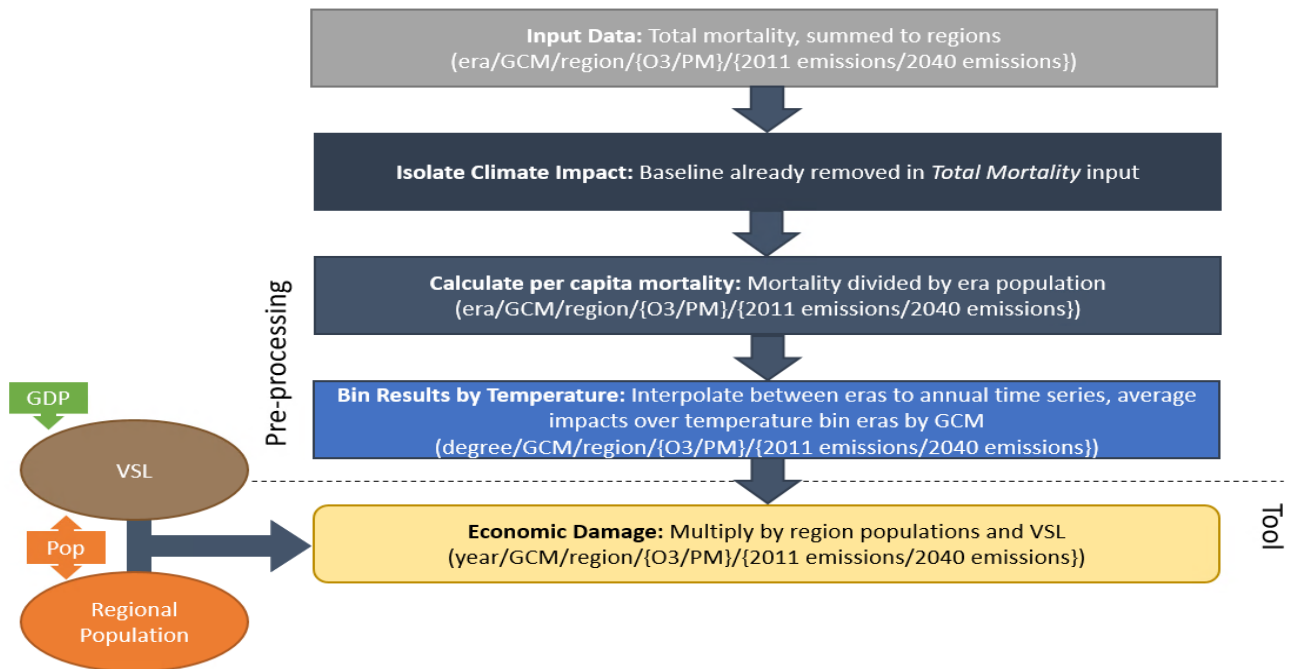 Input Data: Total mortality, summed to regions
(era/GCM/region/{O3/PM}/{2011 emissions/2040 emissions})
Isolate Climate Impact: Baseline already removed in Total Mortality input
Calculate per capita mortality: Mortality divided by era population
(era/GCM/region/{O3/PM}/{2011 emissions/2040 emissions})
Pre-processing
Bin Results by Temperature: Interpolate between eras to annual time series, average
impacts over temperature bin eras by GCM
(degree/GCM/region/{O3/PM}/{2011 emissions/2040 emissions})
GDP
VSL
Pop
Regional
Population
Economic Damage: Multiply by region populations and VSL
(year/GCM/region/{O3/PM}/{2011 emissions/2040 emissions})
Tool